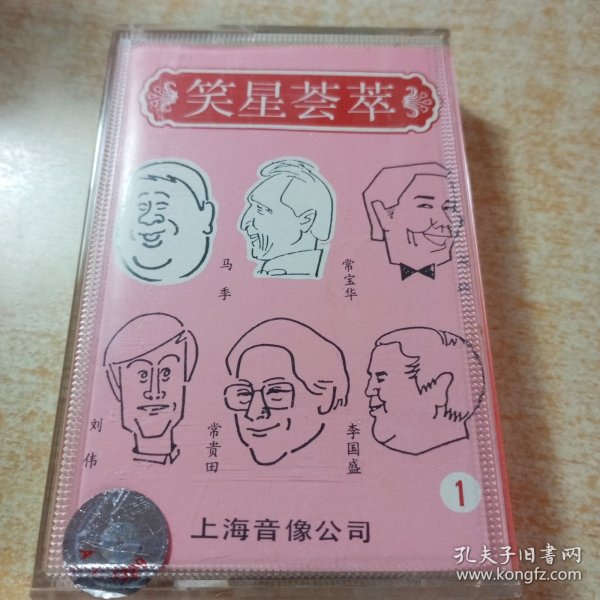 笑星荟萃
马季
常宝华
刘伟
常貴田
李国盛
1
上海音像公司
孔夫子旧书网
www.kongfz.com